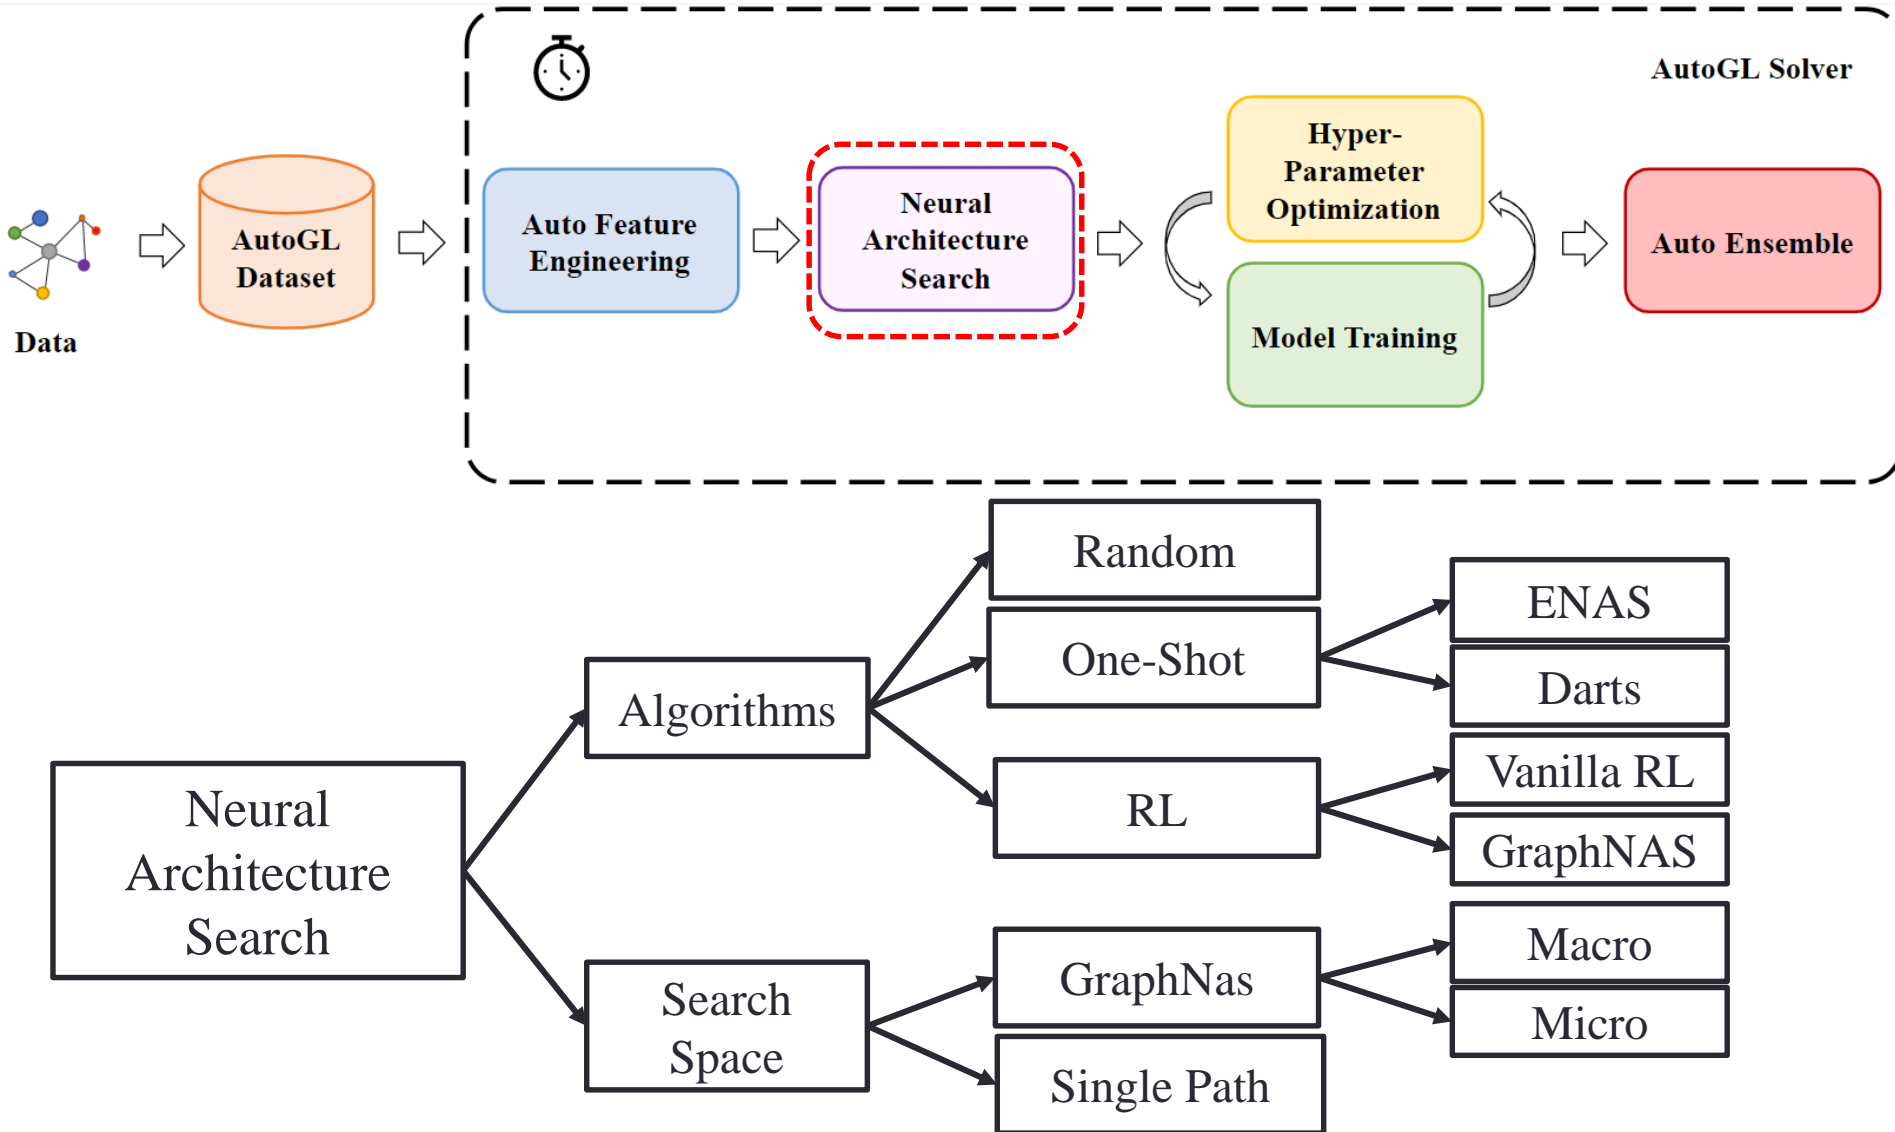 AutoGL Solver
Data
AutoGL
Dataset
Auto Feature
Engineering
Neural
Architecture
Search
Hyper-
Parameter
Optimization
Model Training
Auto Ensemble
Neural
Architecture
Search
Algorithms
Search
Space
Random
One-Shot
RL
GraphNas
Single Path
ENAS
Darts
Vanilla RL
GraphNAS
Macro
Micro